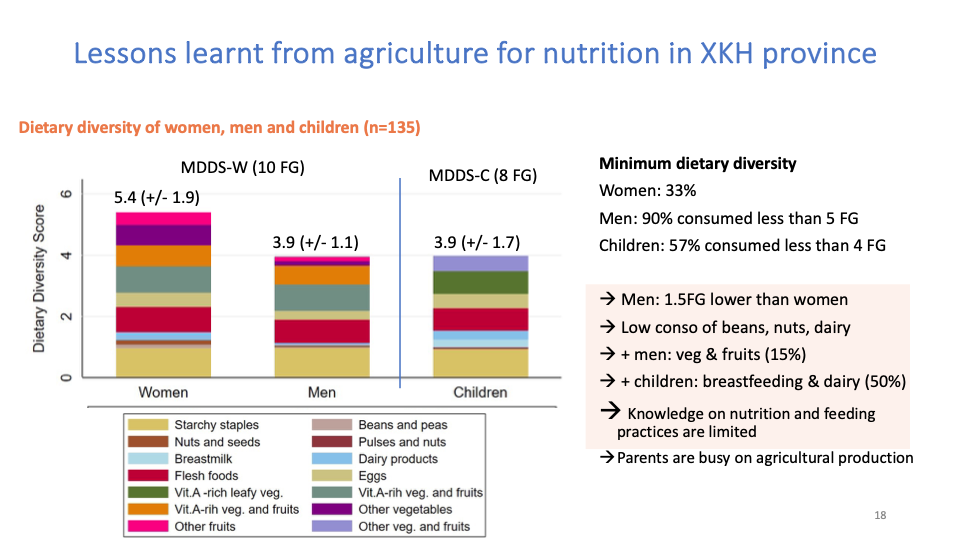 Lessons learnt from agriculture for nutrition in XKH province
Dietary diversity of women, men and children (n=135)
MDDS-W (10 FG)
MDDS-C (8 FG)
5.4 (+/- 1.9)
3.9 (+/- 1.1)
3.9 (+/- 1.7)
Dietary Diversity Score
6
4
2
0
Women
Men
Children
Starchy staples
Beans and peas
Nuts and seeds
Pulses and nuts
Breastmilk
Dairy products
Flesh foods
Eggs
Vit.A -rich leafy veg.
Vit.A-rih veg. and fruits
Vit.A-rih veg. and fruits
Other vegetables
Other fruits
Other veg. and fruits
Minimum dietary diversity
Women: 33%
Men: 90% consumed less than 5 FG
Children: 57% consumed less than 4 FG
→ Men: 1.5FG lower than women
→ Low conso of beans, nuts, dairy
→ + men: veg & fruits (15%)
→ + children: breastfeeding & dairy (50%)
→ Knowledge on nutrition and feeding
practices are limited
→ Parents are busy on agricultural production
18